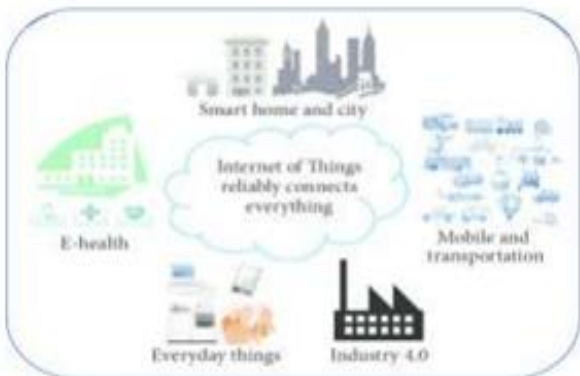 Smart home and city
Internet of Things
reliably connects
everything
E-health
Mobile and
transportation
Everyday things
Industry 4.0